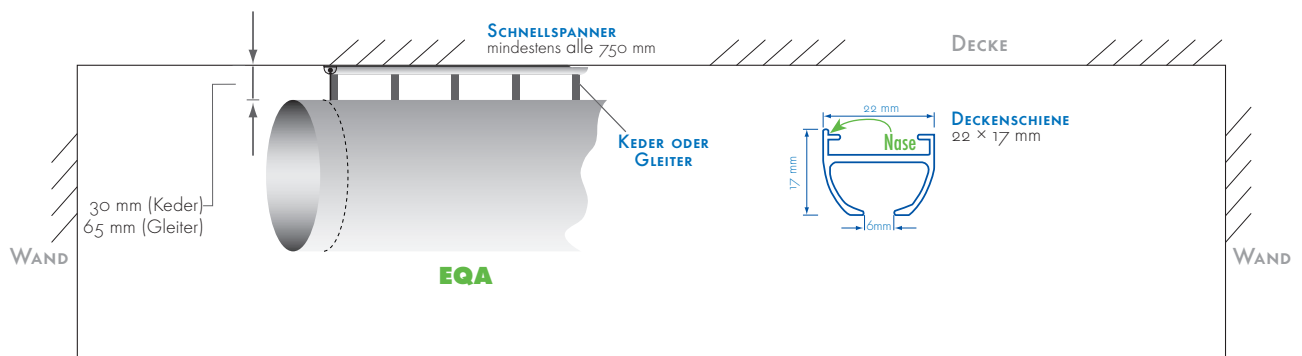 SCHNELLSPANNER
mindestens alle 750 mm
DECKE
22 mm
DECKENSCHIENE
22 × 17 mm
Nase
KEDER ODER
GLEITER
17 mm
30 mm (Keder)
65 mm (Gleiter)
6mm
WAND
WAND
EQA